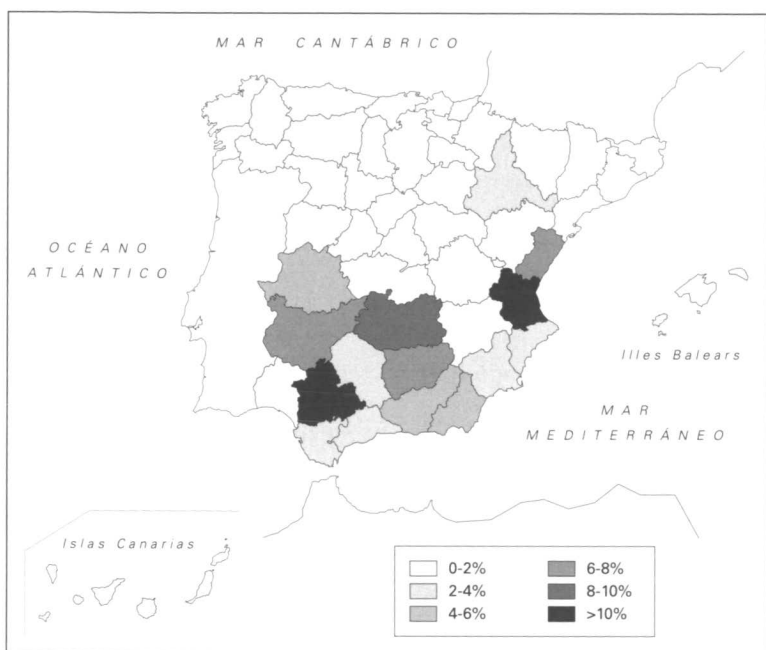 MAR CANTÁBRICO
OCÉANO
ATLÁNTICO
Illes Balears
MAR
MEDITERRÁNEO
Islas Canarias
0-2%
2-4%
4-6%
6-8%
8-10%
>10%